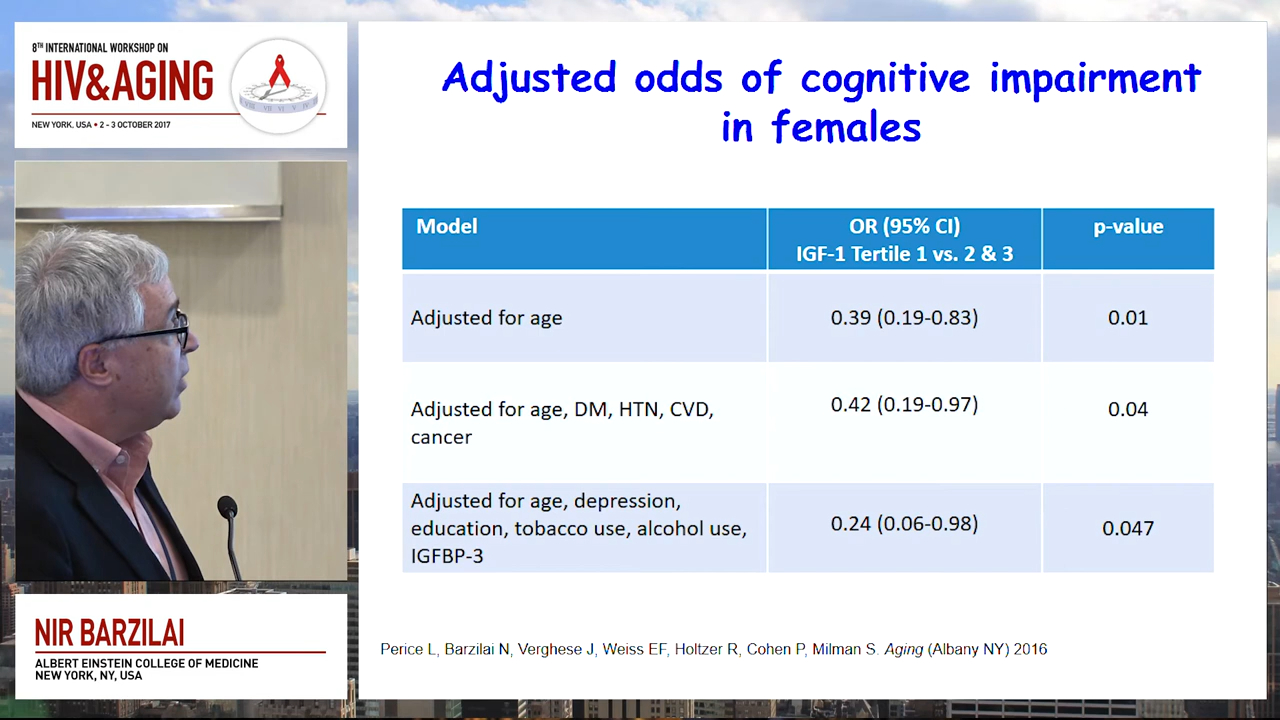 8TH INTERNATIONAL WORKSHOP ON
HIV&AGING
NEW YORK, USA • 2 – 3 OCTOBER 2017
Adjusted odds of cognitive impairment
in females
Model
OR (95% CI)
IGF-1 Tertile 1 vs. 2 & 3
p-value
Adjusted for age
0.39 (0.19-0.83)
0.01
Adjusted for age, DM, HTN, CVD,
cancer
0.42 (0.19-0.97)
0.04
Adjusted for age, depression,
education, tobacco use, alcohol use,
IGFBP-3
0.24 (0.06-0.98)
0.047
Perice L, Barzilai N, Verghese J, Weiss EF, Holtzer R, Cohen P, Milman S. Aging (Albany NY) 2016
NIR BARZILAI
ALBERT EINSTEIN COLLEGE OF MEDICINE
NEW YORK, NY, USA